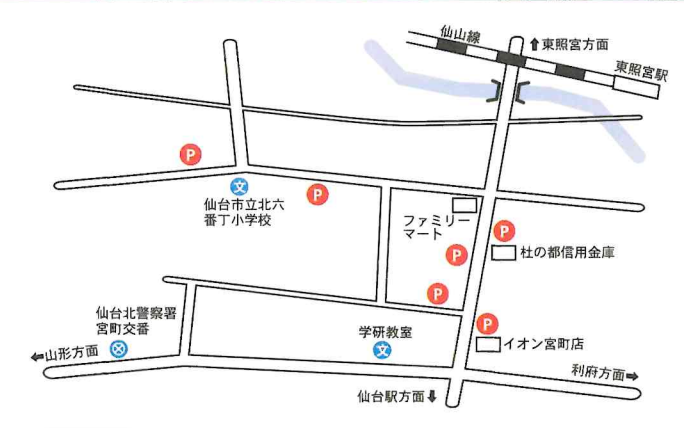 仙山線
東照宮方面
東照宮駅
P
文
仙台市立北六
番丁小学校
P
ファミリー
マート
P
P
杜の都信用金庫
P
仙台北警察署
宮町交番
山形方面
学研教室
文
P
イオン宮町店
利府方面
仙台駅方面